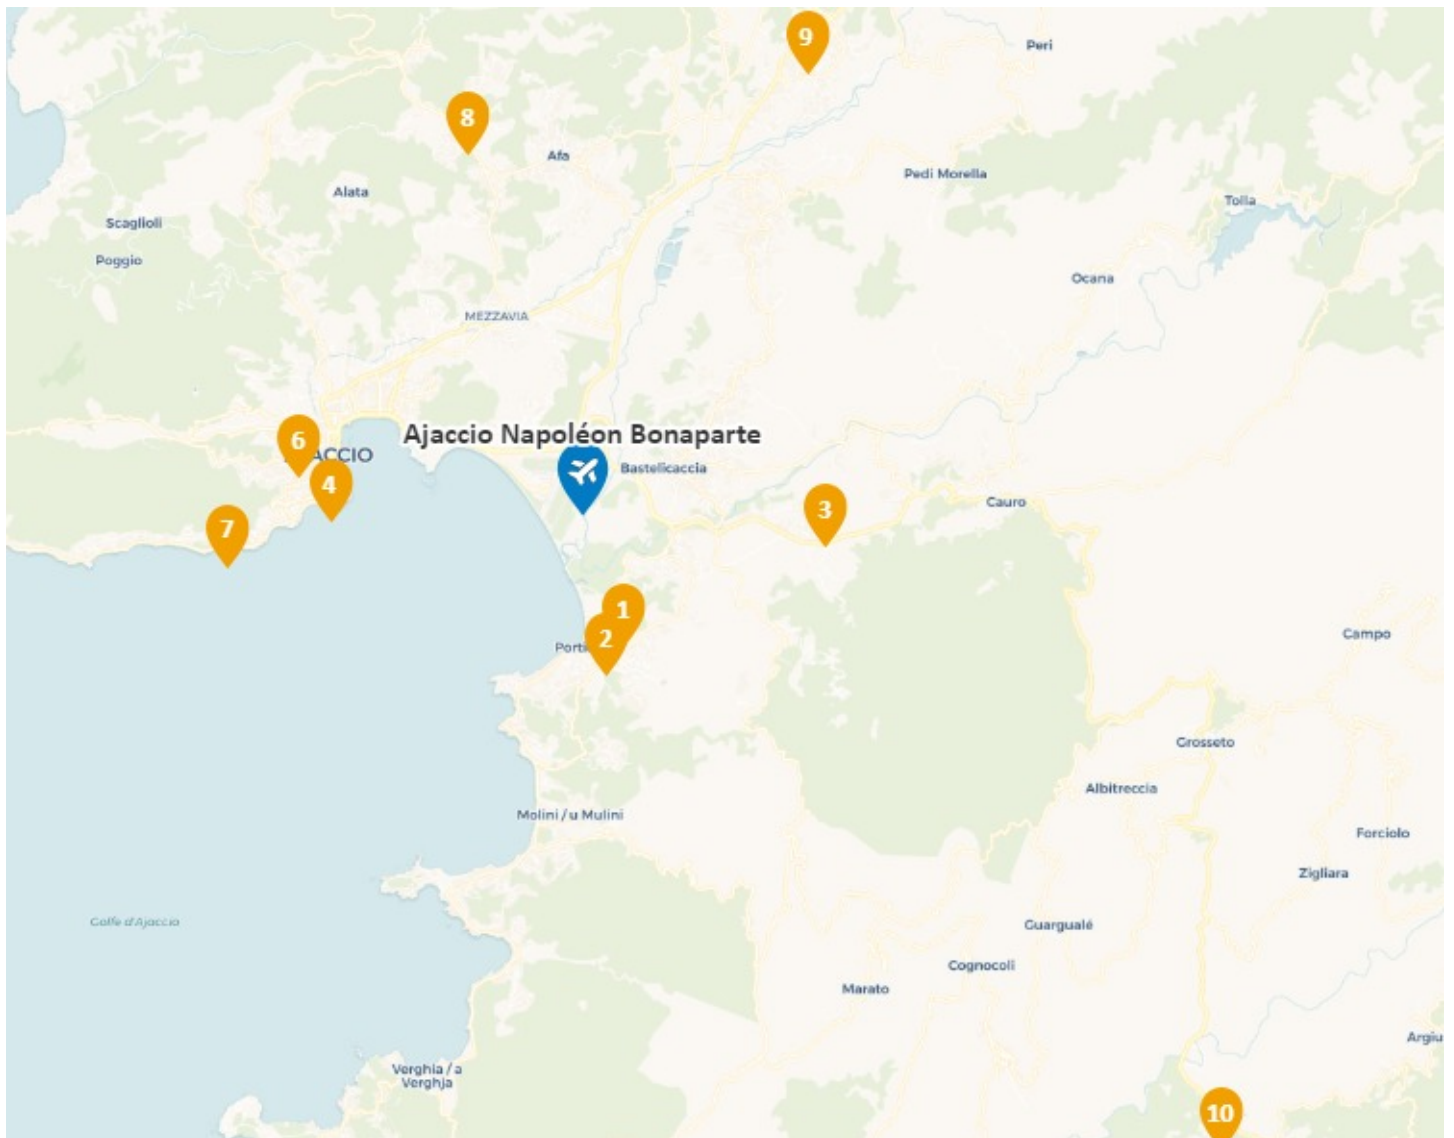 9
Peri
8
Afa
Pedi Morella
Alata
Tolla
Scaglioli
Poggio
Ocana
MEZZAVIA
Ajaccio Napoléon Bonaparte
6
ACCIO
Bastelicaccia
4
Cauro
3
7
1
2
Porti
Campo
Grosseto
Albitreccia
Molini / u Mulini
Forciolo
Zigliara
Golfe d'Ajaccio
Guargualé
Cognocoli
Marato
Argiu
Verghia / a
Verghja
10